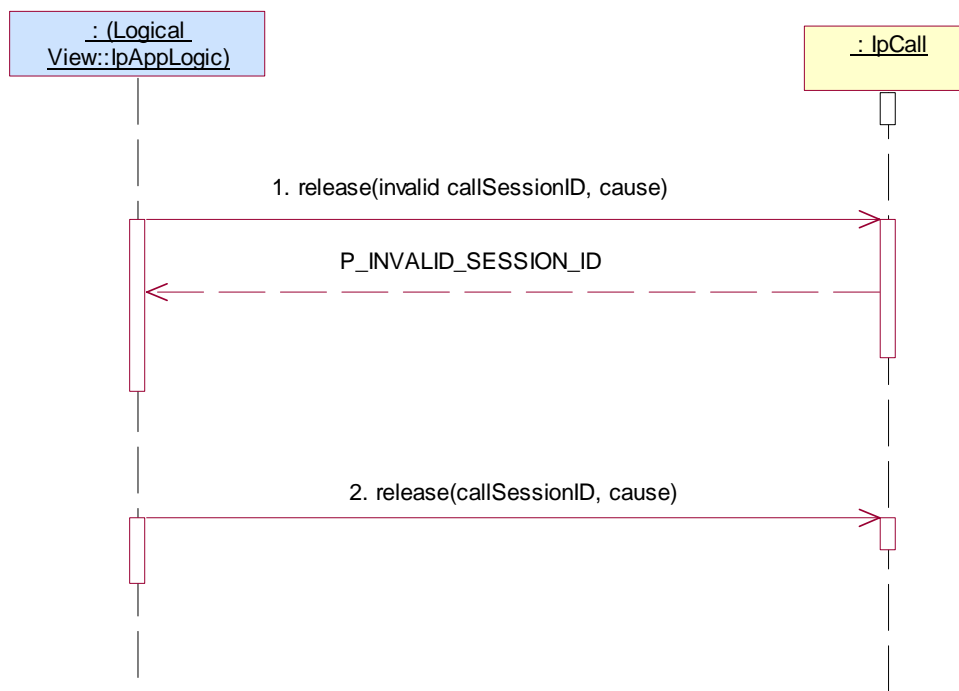 : (Logical
View::IpAppLogic)
: IpCall
1. release(invalid callSessionID, cause)
P_INVALID_SESSION_ID
2. release(callSessionID, cause)